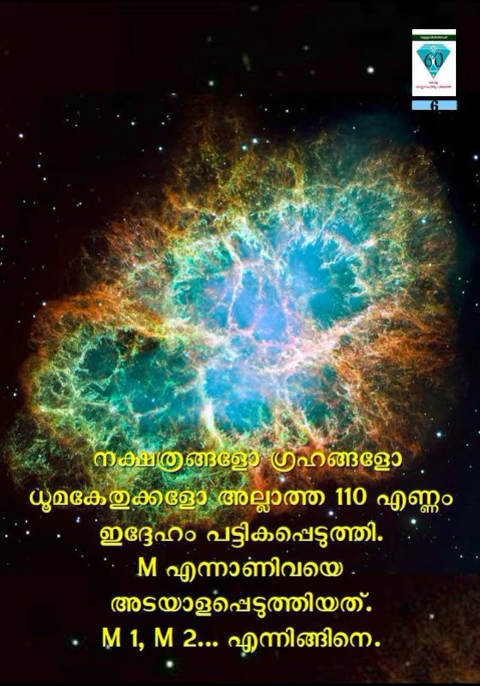 60
6
നക്ഷത്രങ്ങളോ ഗ്രഹങ്ങളോ
ധൂമകേതുക്കളോ അല്ലാത്ത 110 എണ്ണം
ഇദ്ദേഹം പട്ടികപ്പെടുത്തി.
M എന്നാണിവയെ
അടയാളപ്പെടുത്തിയത്.
M 1, M 2... എന്നിങ്ങിനെ.